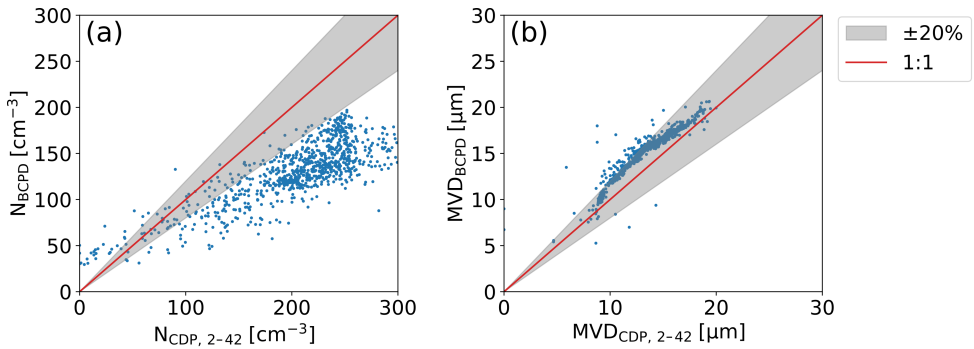 (a)
300
250
200
150
100
50
0
N_BCPD [cm⁻³]
0 100 200 300
N_CDP, 2–42 [cm⁻³]
(b)
30
25
20
15
10
5
0
MVD_BCPD [µm]
0 10 20 30
MVD_CDP, 2–42 [µm]
±20%
1:1